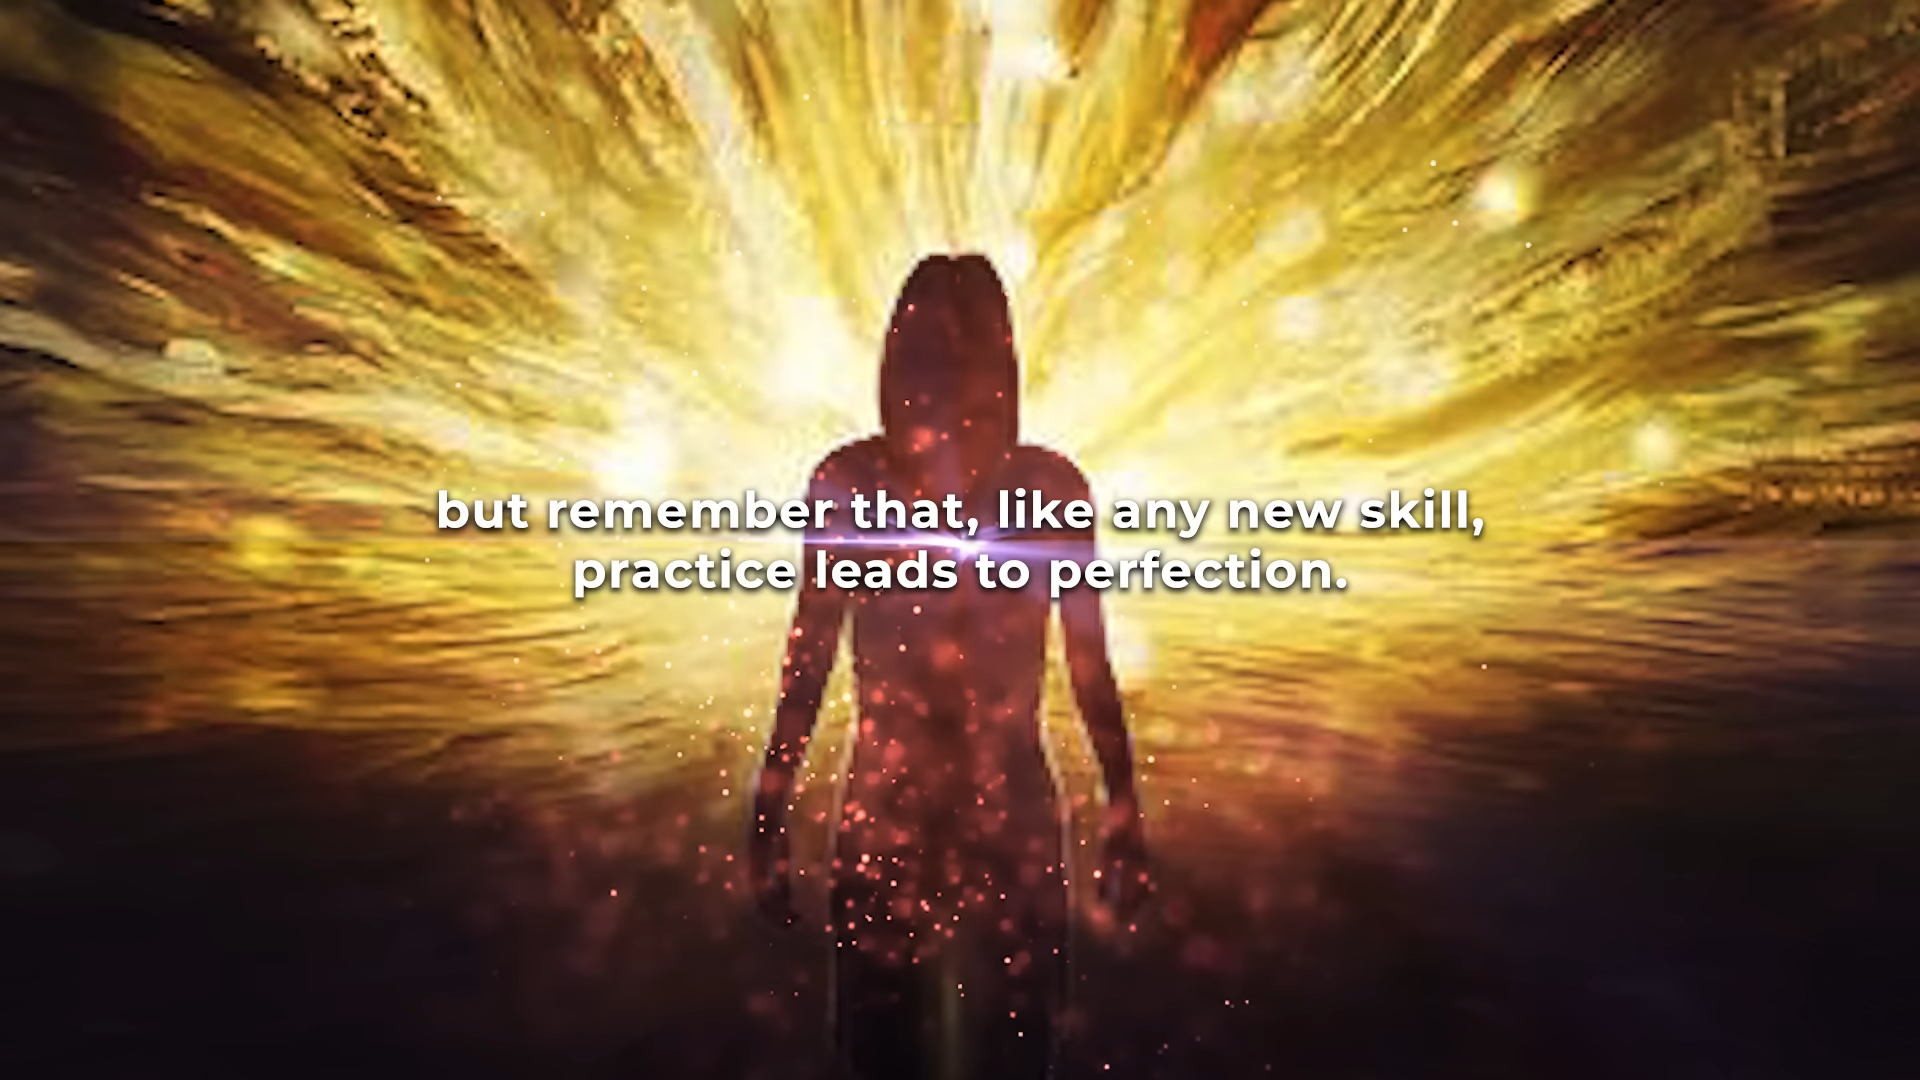 but remember that, like any new skill,
practice leads to perfection.